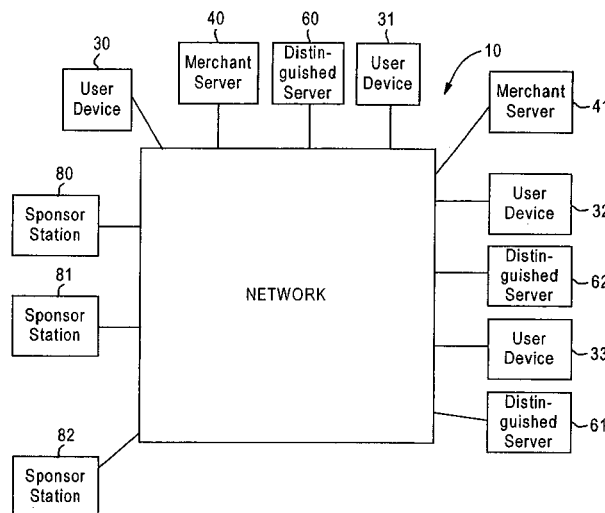 30
User
Device
40
Merchant
Server
60
Distin-
guished
Server
31
User
Device
10
Merchant
Server
41
80
Sponsor
Station
User
Device
32
81
Sponsor
Station
NETWORK
Distin-
guished
Server
62
User
Device
33
82
Sponsor
Station
Distin-
guished
Server
61